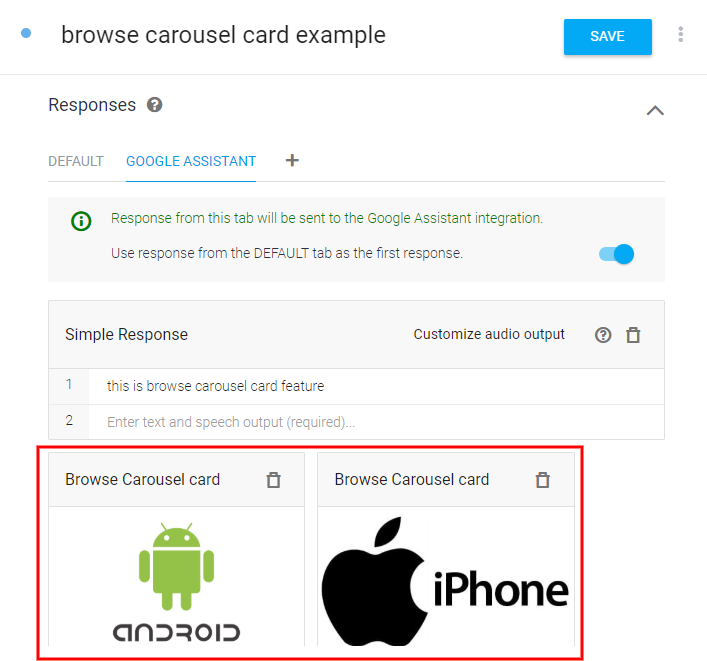 browse carousel card example
SAVE
Responses
DEFAULT GOOGLE ASSISTANT +
Response from this tab will be sent to the Google Assistant integration.
Use response from the DEFAULT tab as the first response.
Simple Response Customize audio output
1 this is browse carousel card feature
2 Enter text and speech output (required)...
Browse Carousel card Browse Carousel card
ANDROID iPhone